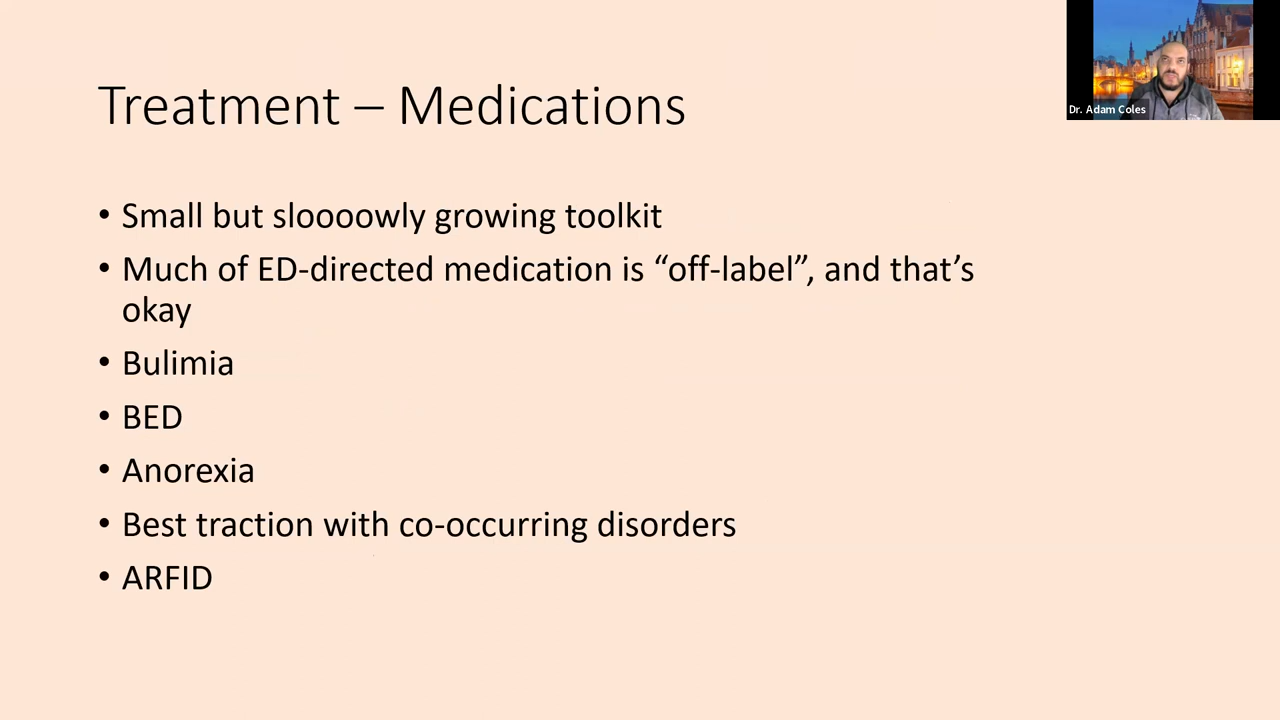 Treatment – Medications
Dr. Adam Coles
• Small but sloooowly growing toolkit
• Much of ED-directed medication is “off-label”, and that’s
okay
• Bulimia
• BED
• Anorexia
• Best traction with co-occurring disorders
• ARFID